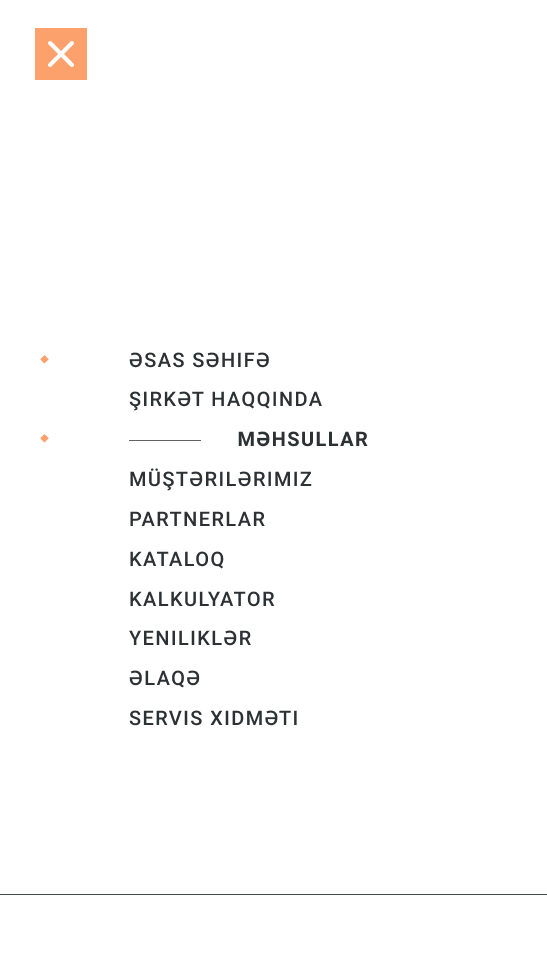 ƏSAS SƏHIFƏ
ŞIRKƏT HAQQINDA
MƏHSULLAR
MÜŞTƏRILƏRIMIZ
PARTNERLAR
KATALOQ
KALKULYATOR
YENILIKLƏR
ƏLAQƏ
SERVIS XIDMƏTI